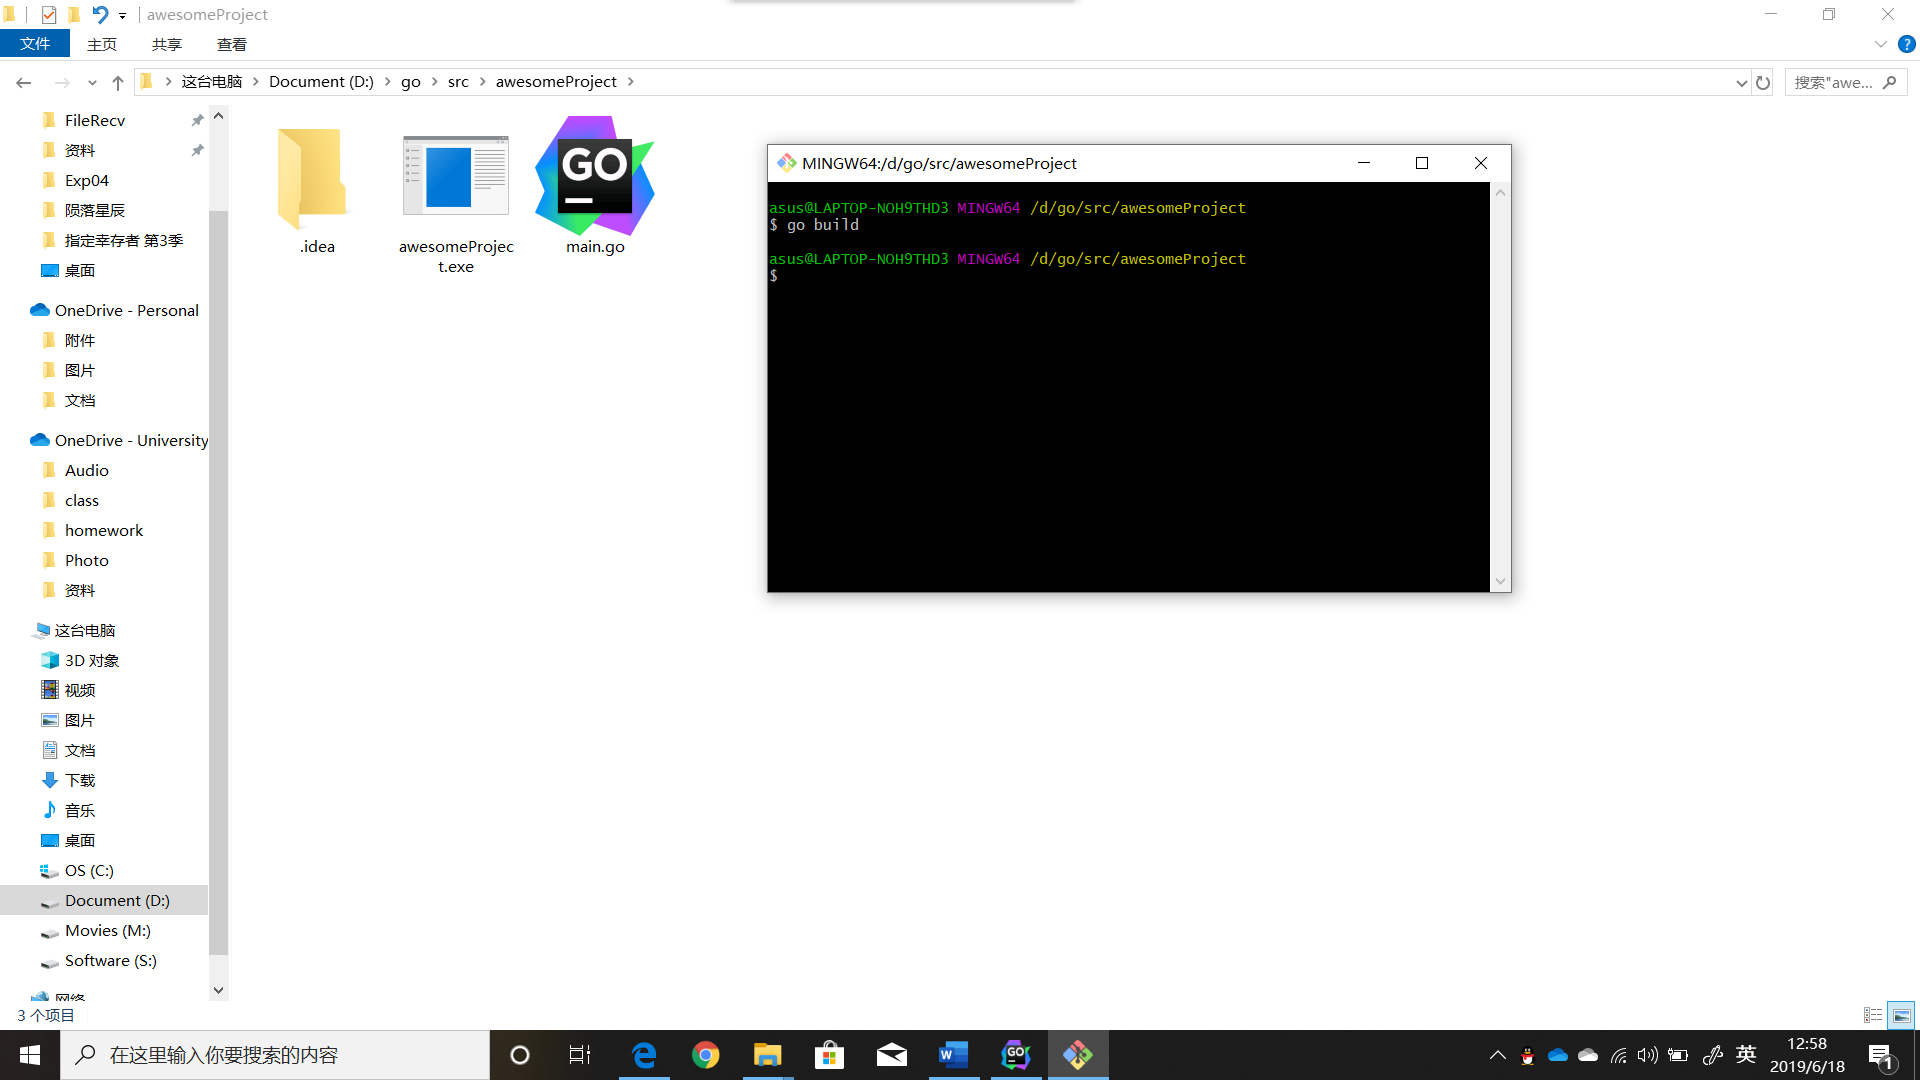 awesomeProject
文件 主页 共享 查看
这台电脑 Document (D:) go src awesomeProject
搜索"awe...
FileRecv
资料
Exp04
陨落星辰
指定幸存者 第3季
桌面
OneDrive - Personal
附件
图片
文档
OneDrive - University
Audio
class
homework
Photo
资料
这台电脑
3D 对象
视频
图片
文档
下载
音乐
桌面
OS (C:)
Document (D:)
Movies (M:)
Software (S:)
网络
3 个项目
.idea
awesomeProjec
t.exe
GO
main.go
MINGW64:/d/go/src/awesomeProject
asus@LAPTOP-NOH9THD3 MINGW64 /d/go/src/awesomeProject
$ go build
asus@LAPTOP-NOH9THD3 MINGW64 /d/go/src/awesomeProject
$
在这里输入你要搜索的内容
W
GO
英
12:58
2019/6/18
1